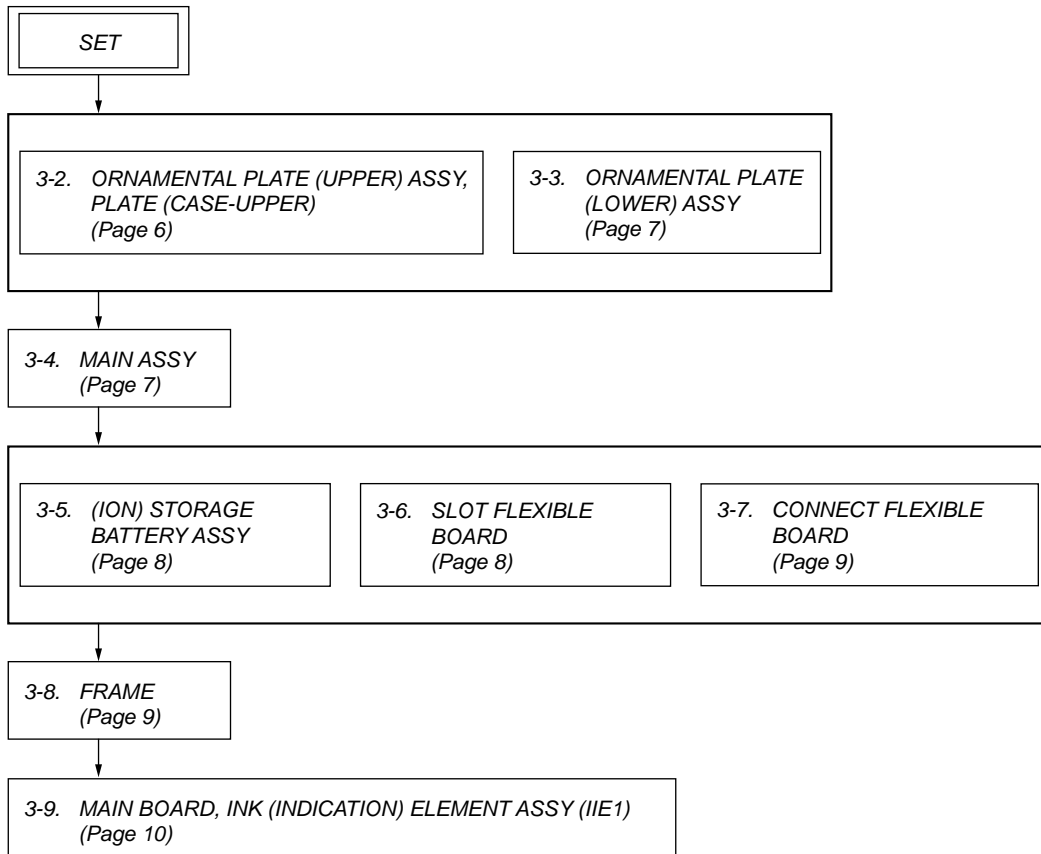 SET
3-2. ORNAMENTAL PLATE (UPPER) ASSY,
PLATE (CASE-UPPER)
(Page 6)
3-3. ORNAMENTAL PLATE
(LOWER) ASSY
(Page 7)
3-4. MAIN ASSY
(Page 7)
3-5. (ION) STORAGE
BATTERY ASSY
(Page 8)
3-6. SLOT FLEXIBLE
BOARD
(Page 8)
3-7. CONNECT FLEXIBLE
BOARD
(Page 9)
3-8. FRAME
(Page 9)
3-9. MAIN BOARD, INK (INDICATION) ELEMENT ASSY (IIE1)
(Page 10)